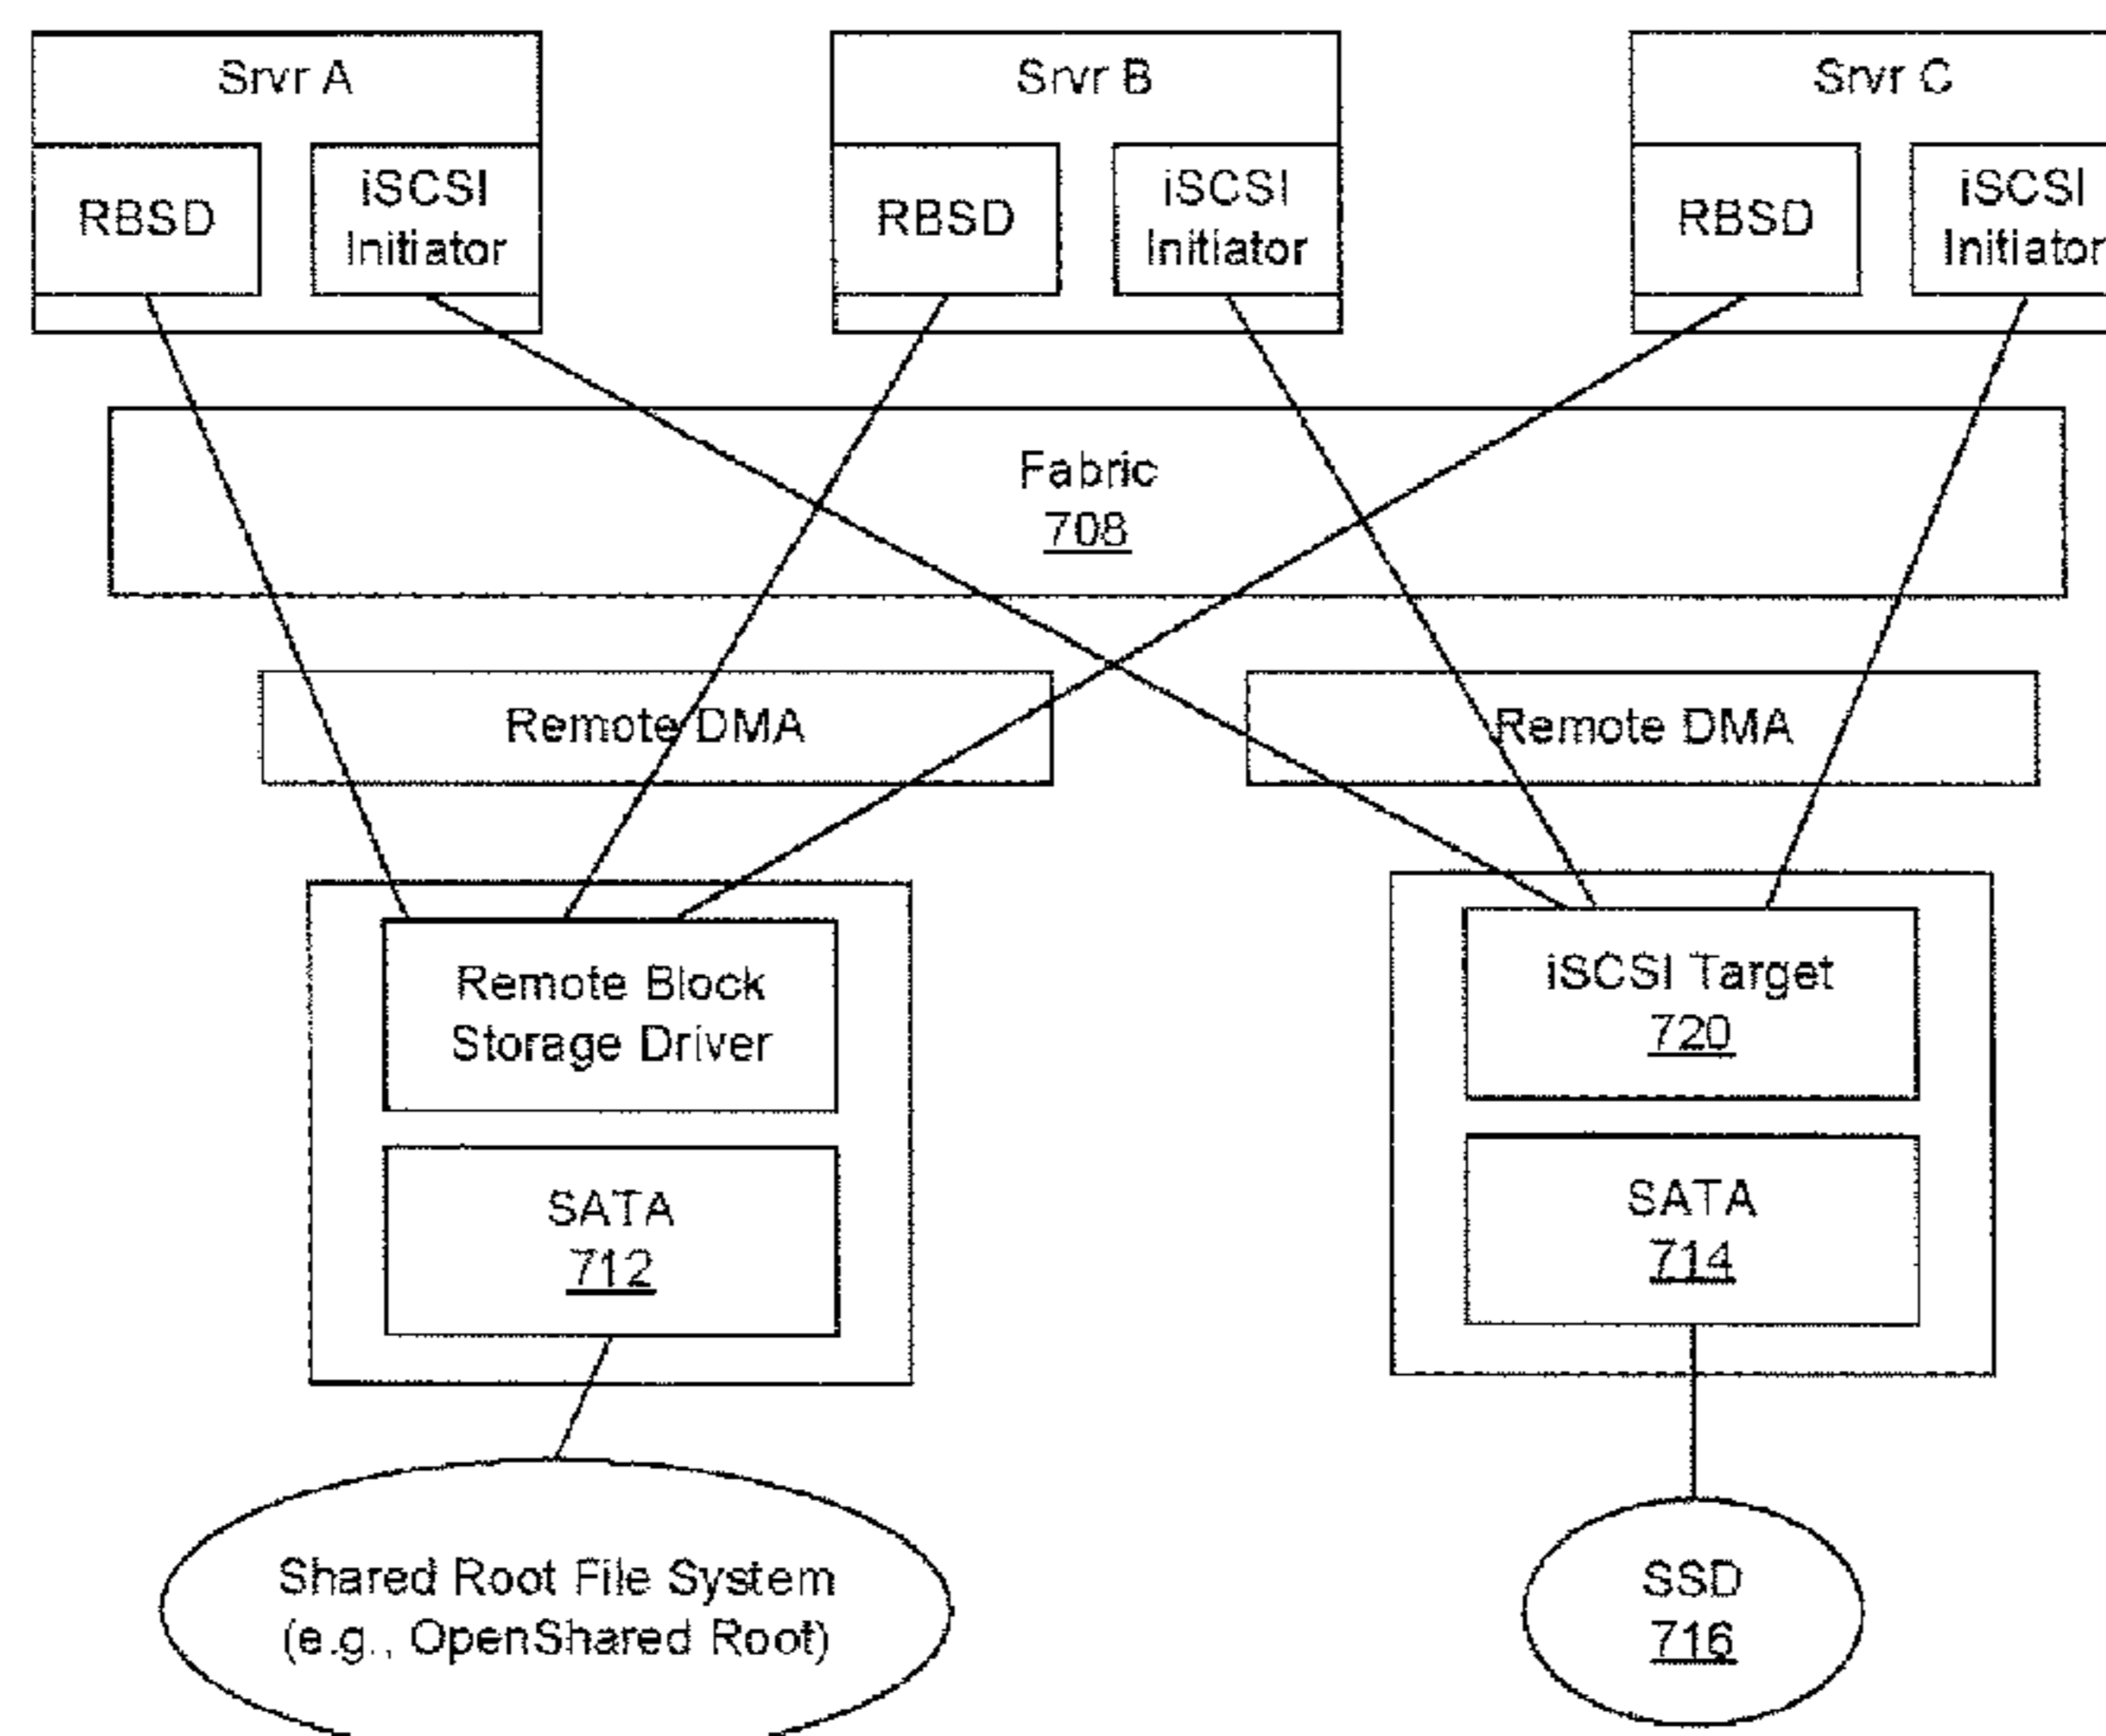 Srvr A
Srvr B
Srvr C
RBSD
iSCSI
Initiator
RBSD
iSCSI
Initiator
RBSD
iSCSI
Initiator
Fabric
708
Remote DMA
Remote DMA
Remote Block
Storage Driver
iSCSI Target
720
SATA
712
SATA
714
Shared Root File System
(e.g., OpenShared Root)
SSD
716